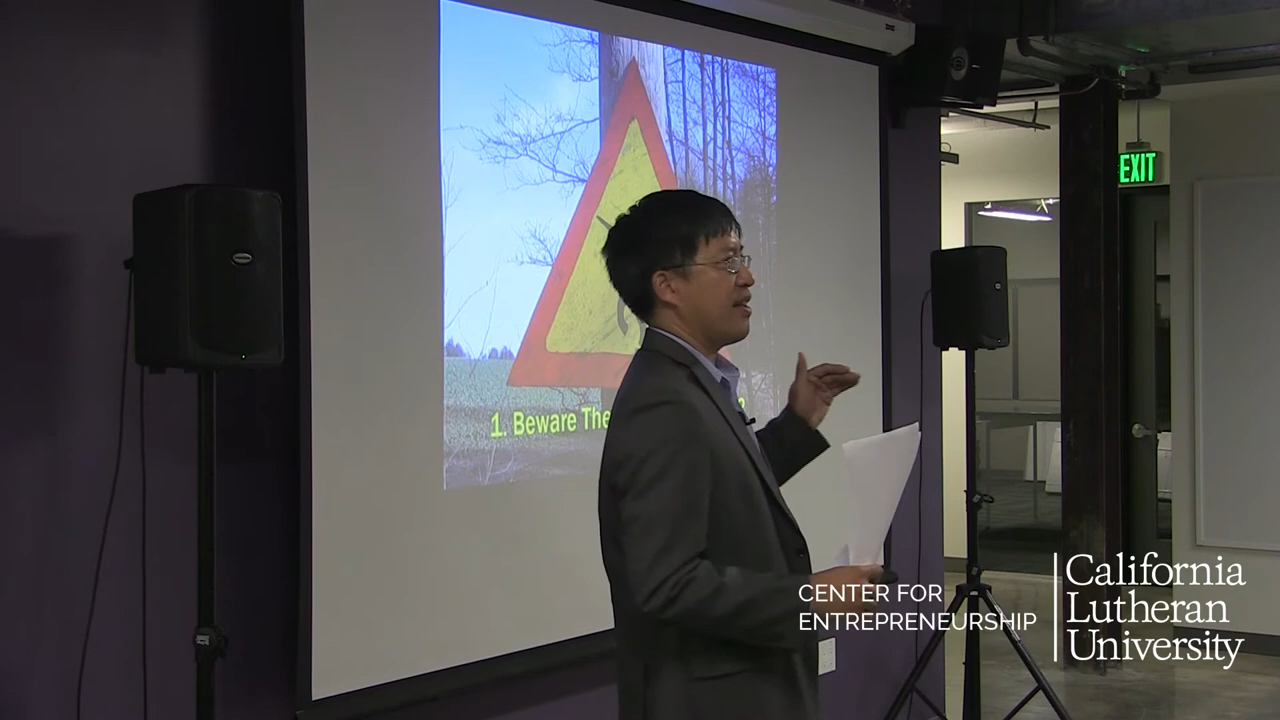 1. Beware The
EXIT
CENTER FOR
ENTREPRENEURSHIP
California
Lutheran
University